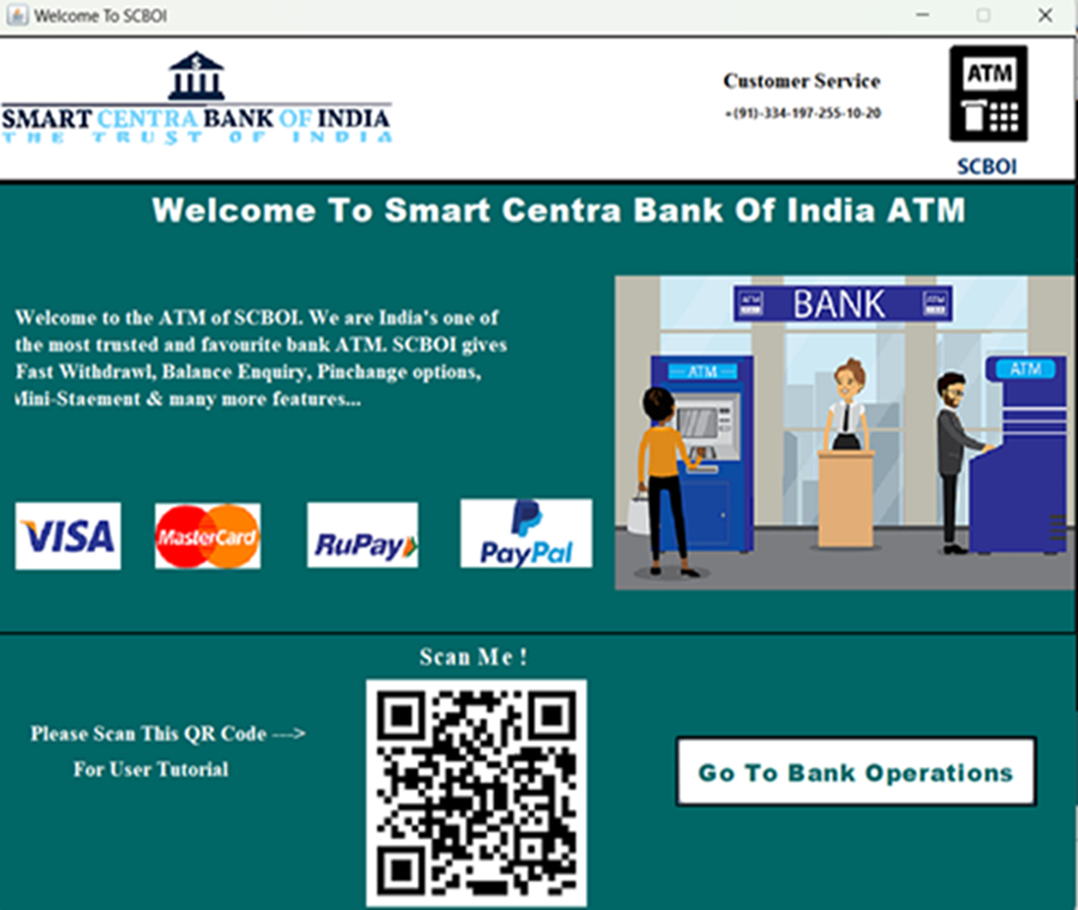 Welcome To SCBOI
SMART CENTRA BANK OF INDIA
THE TRUST OF INDIA
Customer Service
+(91)-334-197-255-10-20
ATM
SCBOI
Welcome To Smart Centra Bank Of India ATM
Welcome to the ATM of SCBOI. We are India's one of
the most trusted and favourite bank ATM. SCBOI gives
Fast Withdrawl, Balance Enquiry, Pinchange options,
Mini-Staement & many more features...
ATM BANK ATM
ATM
ATM
VISA MasterCard RuPay PayPal
Scan Me !
Please Scan This QR Code --->
For User Tutorial
Go To Bank Operations